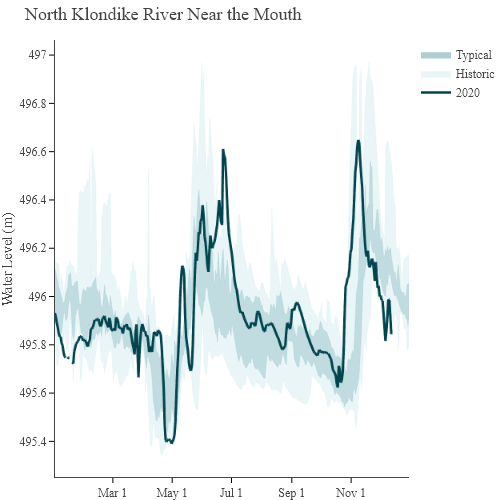 North Klondike River Near the Mouth
497
496.8
496.6
496.4
496.2
496
495.8
495.6
495.4
Water Level (m)
Mar 1
May 1
Jul 1
Sep 1
Nov 1
Typical
Historic
2020